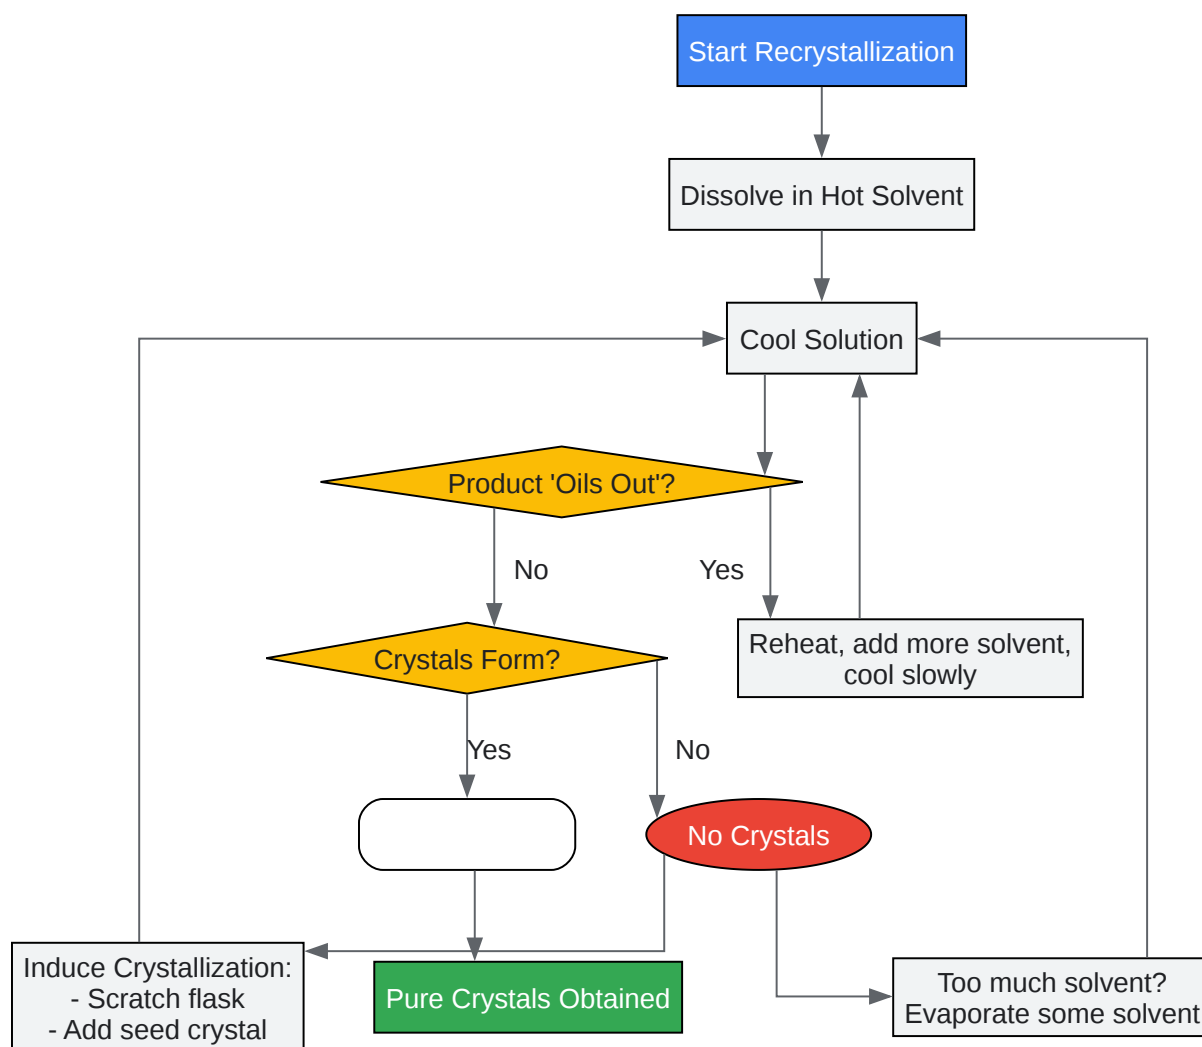 Start Recrystallization
Dissolve in Hot Solvent
Cool Solution
Product 'Oils Out'?
No
Yes
Crystals Form?
Reheat, add more solvent,
cool slowly
Yes
No
No Crystals
Induce Crystallization:
- Scratch flask
- Add seed crystal
Pure Crystals Obtained
Too much solvent?
Evaporate some solvent